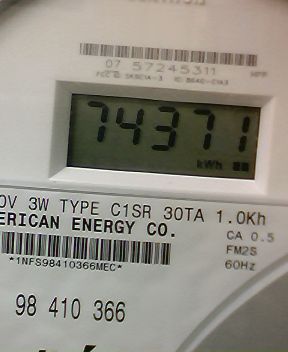 07 57245311
74371
kWh
0V 3W TYPE C1SR 30TA 1.0Kh
ERICAN ENERGY CO.
CA 0.5
FM2S
*1NFS98410366MEC*
60Hz
98 410 366